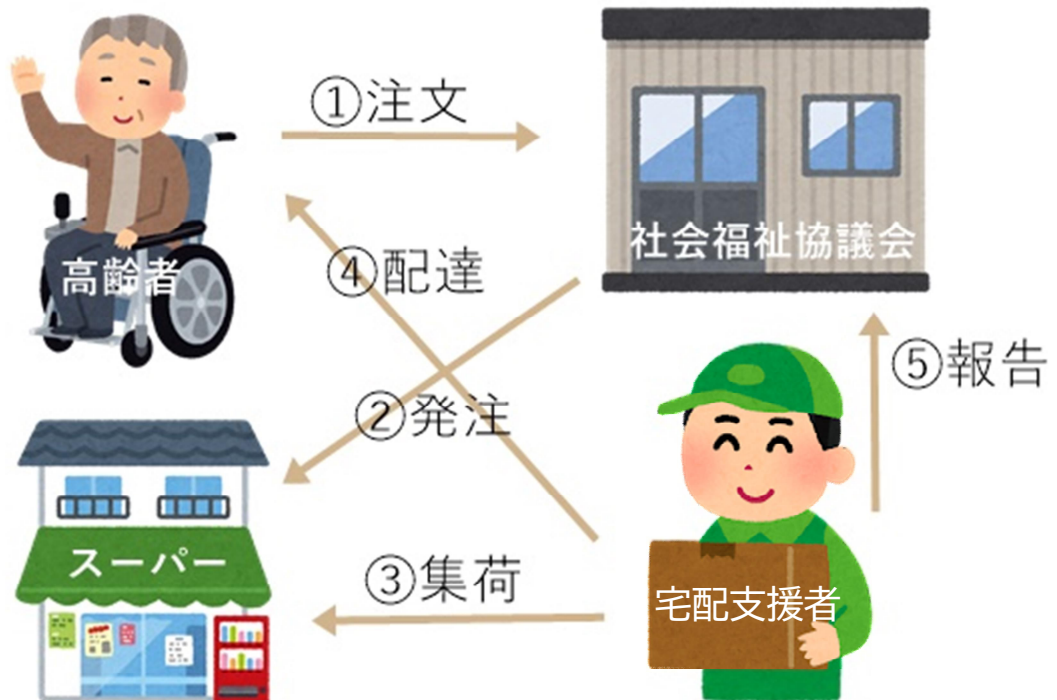 ①注文
社会福祉協議会
高齢者
④配達
②発注
⑤報告
スーパー
③集荷
宅配支援者